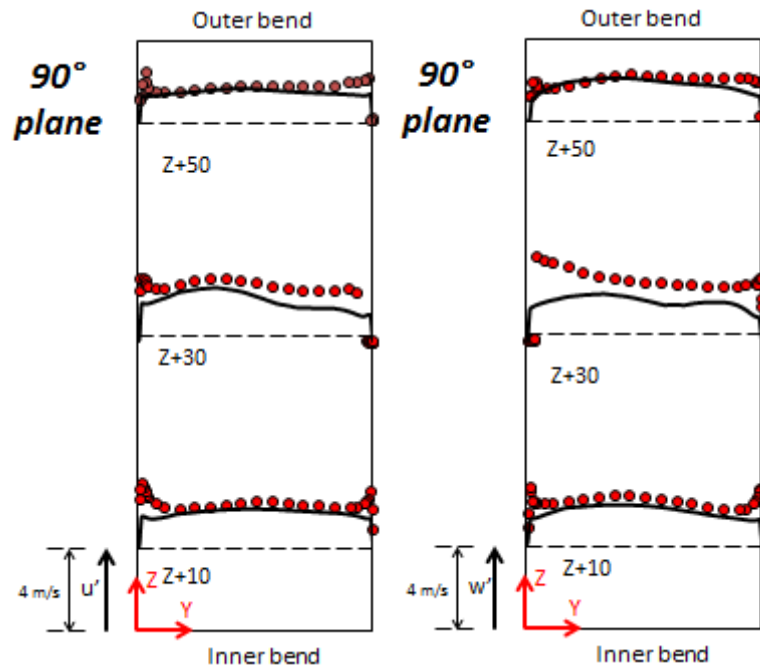 Outer bend
90°
plane
Z+50
Z+30
Z+10
4 m/s
u’
Z
Y
Inner bend
Outer bend
90°
plane
Z+50
Z+30
Z+10
4 m/s
w’
Z
Y
Inner bend